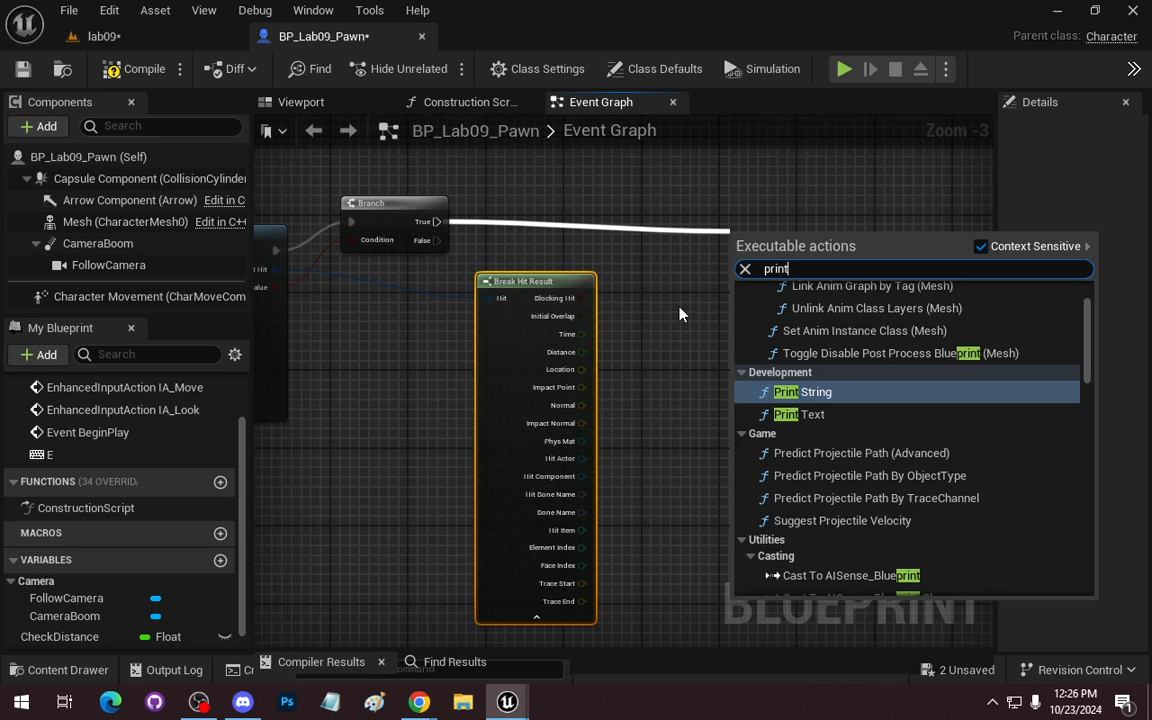 File Edit Asset View Debug Window Tools Help
lab09*
BP_Lab09_Pawn*
Parent class: Character
Compile
Diff
Find
Hide Unrelated
Class Settings
Class Defaults
Simulation
Components
Add
Search
BP_Lab09_Pawn (Self)
Capsule Component (CollisionCylinder
Arrow Component (Arrow) Edit in C
Mesh (CharacterMesh0) Edit in C++
CameraBoom
FollowCamera
Character Movement (CharMoveCom
My Blueprint
Add
Search
EnhancedInputAction IA_Move
EnhancedInputAction IA_Look
Event BeginPlay
E
FUNCTIONS (34 OVERRID
ConstructionScript
MACROS
VARIABLES
Camera
FollowCamera
CameraBoom
CheckDistance
Float
Viewport
Construction Scr...
Event Graph
BP_Lab09_Pawn > Event Graph
Zoom -3
Branch
True
Condition
False
Break Hit Result
Hit
Blocking Hit
Initial Overlap
Time
Distance
Location
Impact Point
Normal
Impact Normal
Phys Mat
Hit Actor
Hit Component
Hit Bone Name
Bone Name
Hit Item
Element Index
Face Index
Trace Start
Trace End
Executable actions
Context Sensitive
print
Link Anim Graph by Tag (Mesh)
Unlink Anim Class Layers (Mesh)
Set Anim Instance Class (Mesh)
Toggle Disable Post Process Blueprint (Mesh)
Development
Print String
Print Text
Game
Predict Projectile Path (Advanced)
Predict Projectile Path By ObjectType
Predict Projectile Path By TraceChannel
Suggest Projectile Velocity
Utilities
Casting
Cast To AISense_Blueprint
BLUEPRINT
Details
Compiler Results
Find Results
Content Drawer
Output Log
2 Unsaved
Revision Control
12:26 PM
10/23/2024